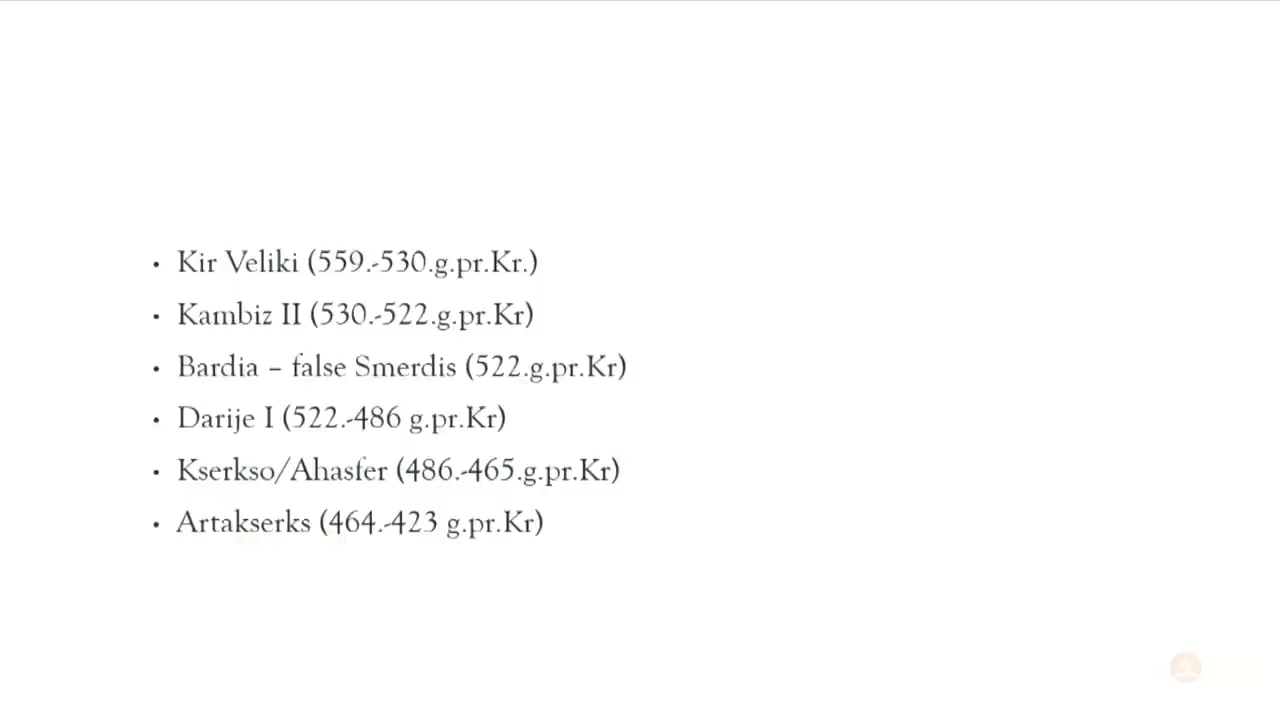 • Kir Veliki (559.-530.g.pr.Kr.)
• Kambiz II (530.-522.g.pr.Kr)
• Bardia – false Smerdis (522.g.pr.Kr)
• Darije I (522.-486 g.pr.Kr)
• Kserkso/Ahasfer (486.-465.g.pr.Kr)
• Artakserks (464.-423 g.pr.Kr)